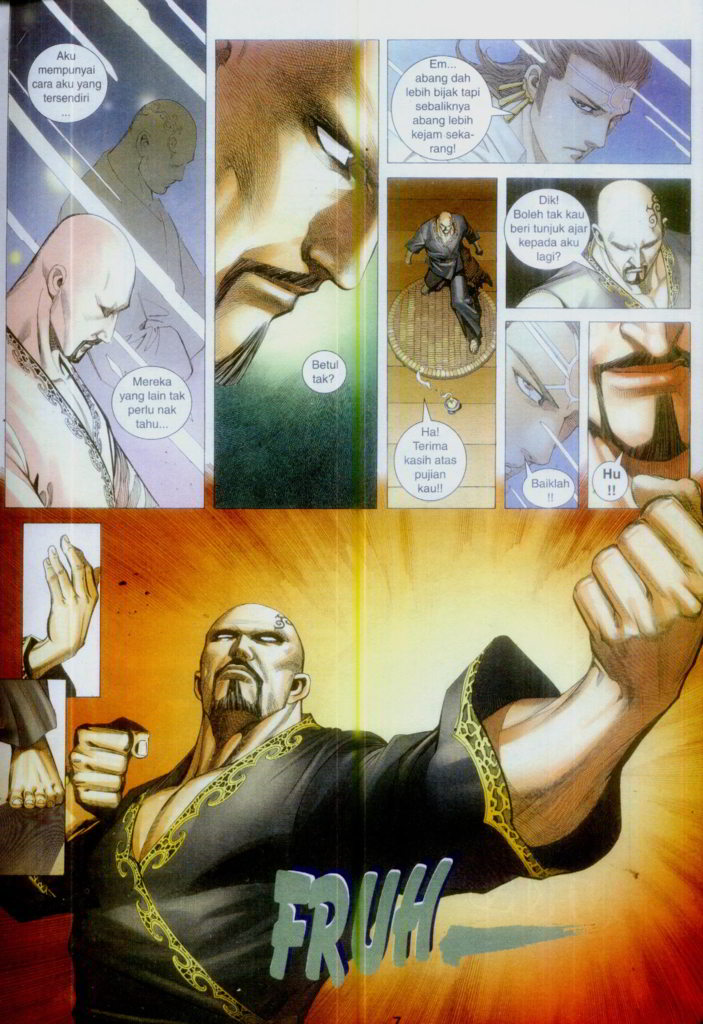 Aku
mempunyai
cara aku yang
tersendiri
...
Mereka
yang lain tak
perlu nak
tahu...
Betul
tak?
Em...
abang dah
lebih bijak tapi
sebaliknya
abang lebih
kejam seka-
rang!
Ha!
Terima
kasih atas
pujian
kau!!
Dik!
Boleh tak kau
beri tunjuk ajar
kepada aku
lagi?
Baiklah
!!
Hu
!!
FRUH
7